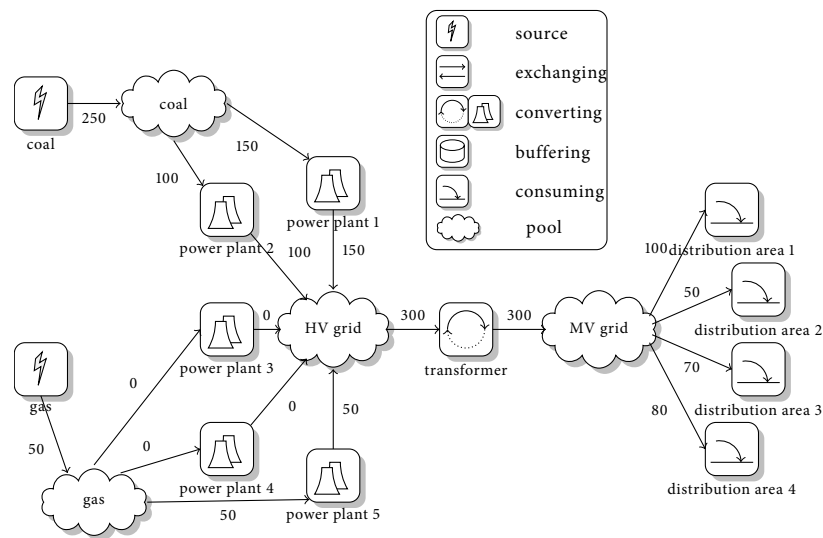 source
exchanging
converting
buffering
consuming
pool
coal
250
coal
150
100
power plant 1
power plant 2
100
150
100
distribution area 1
50
distribution area 2
0
HV grid
300
transformer
300
MV grid
power plant 3
70
distribution area 3
gas
0
0
50
80
50
0
power plant 4
distribution area 4
gas
50
power plant 5